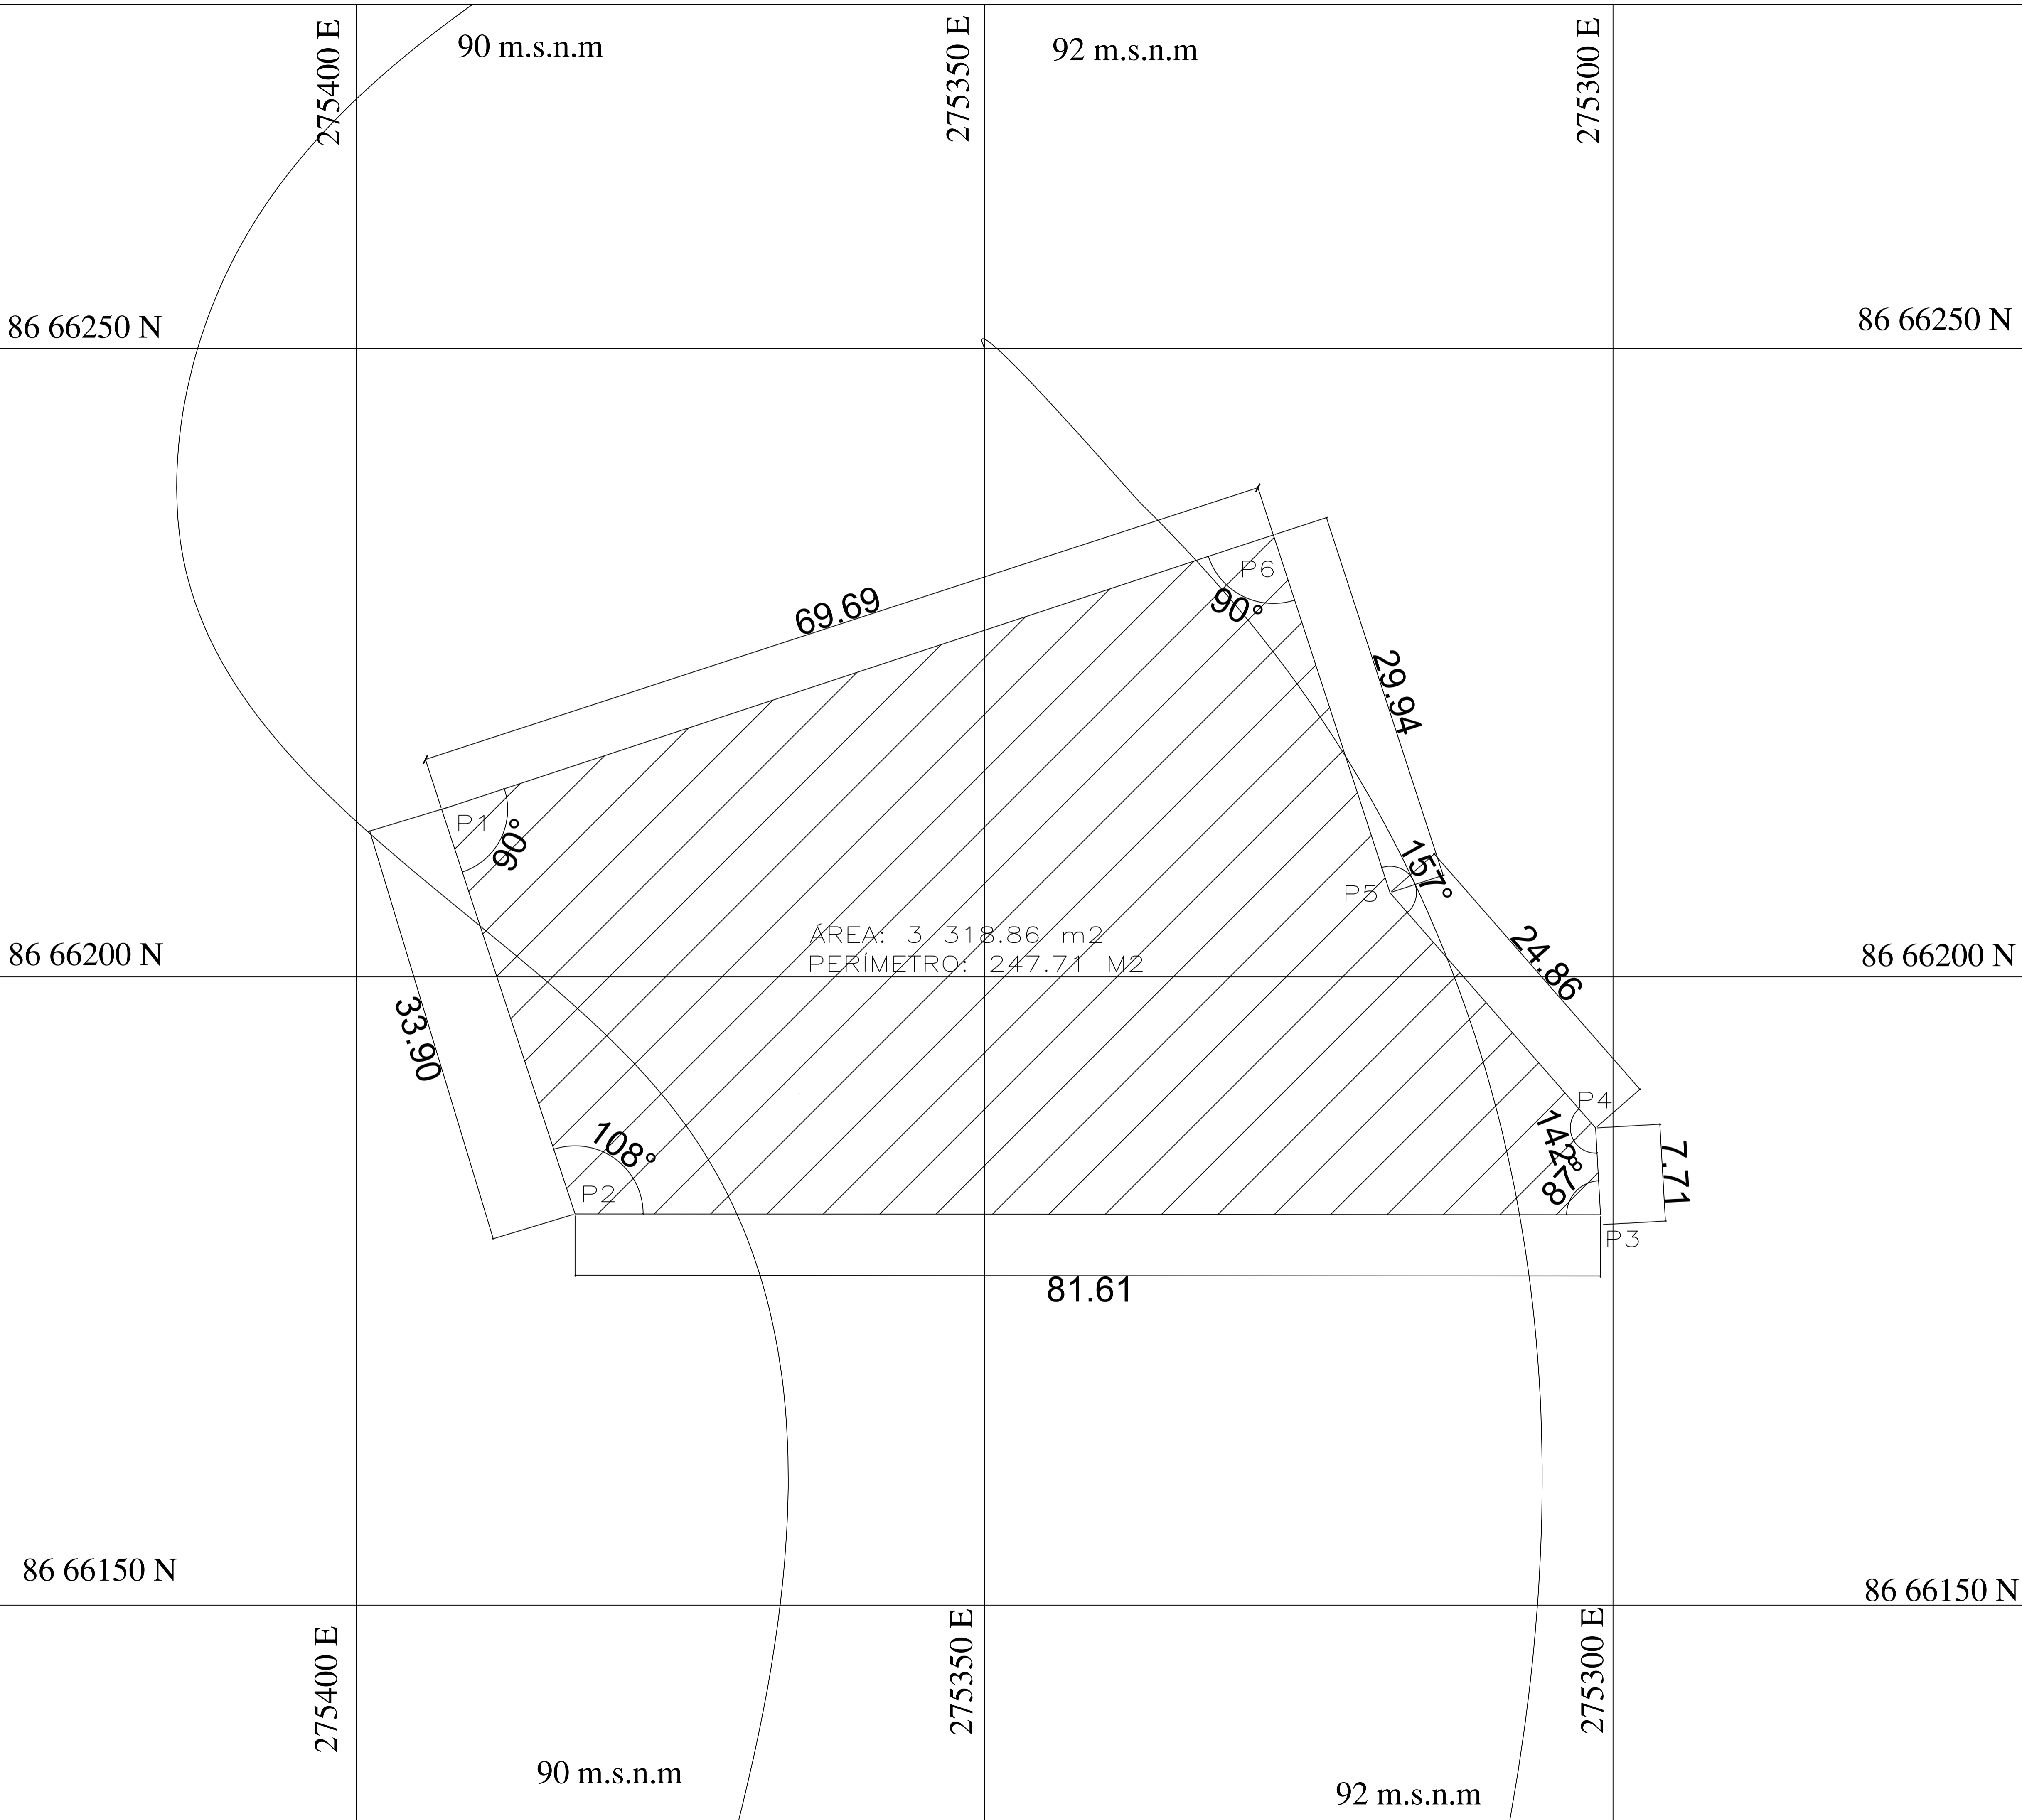 275400 E
90 m.s.n.m
275350 E
92 m.s.n.m
275300 E
86 66250 N
86 66250 N
P6
90°
69.69
29.94
P1
90°
157°
P5
ÁREA: 3 318.86 m2
PERÍMETRO: 247.71 M2
86 66200 N
86 66200 N
24.86
33.90
P4
108°
142°
7.71
87°
P2
P3
81.61
86 66150 N
86 66150 N
275400 E
275350 E
275300 E
90 m.s.n.m
92 m.s.n.m